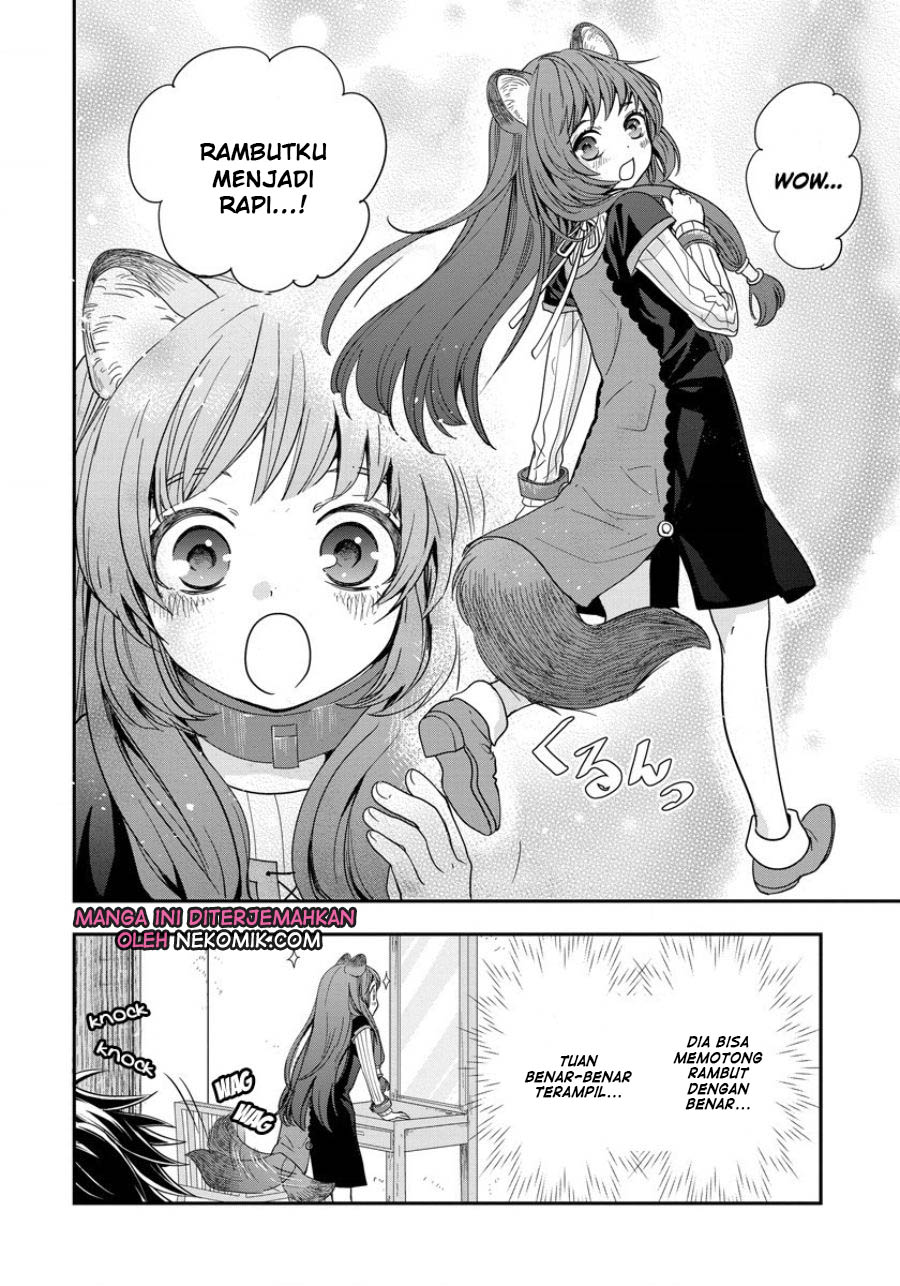 WOW...
RAMBUTKU
MENJADI
RAPI...!
くるんっ
MANGA INI DITERJEMAHKAN
OLEH NEKOMIK.COM
DIA BISA
MEMOTONG
RAMBUT
DENGAN
BENAR...
TUAN
BENAR-BENAR
TERAMPIL...
knock
knock
WAG
WAG